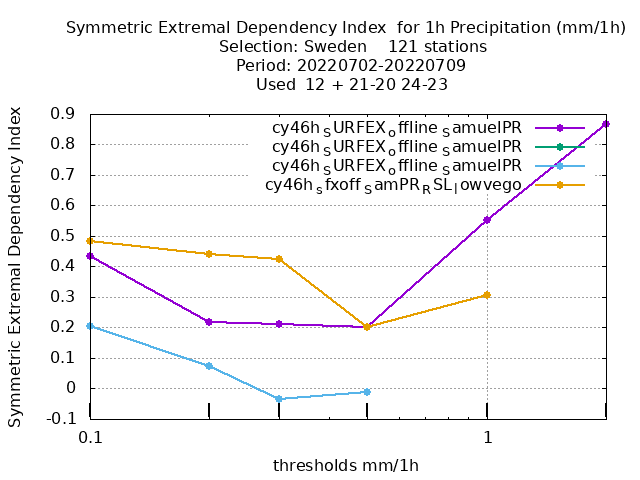 Symmetric Extremal Dependency Index  for 1h Precipitation (mm/1h)
Selection: Sweden    121 stations
Period: 20220702-20220709
Used  12 + 21-20 24-23
Symmetric Extremal Dependency Index
0.9
0.8
0.7
0.6
0.5
0.4
0.3
0.2
0.1
0
-0.1
cy46h_SURFEX_offline_SamuelPR
cy46h_SURFEX_offline_SamuelPR
cy46h_SURFEX_offline_SamuelPR
cy46h_sfxoff_SamPR_RSL_lowvego
0.1 1
thresholds mm/1h